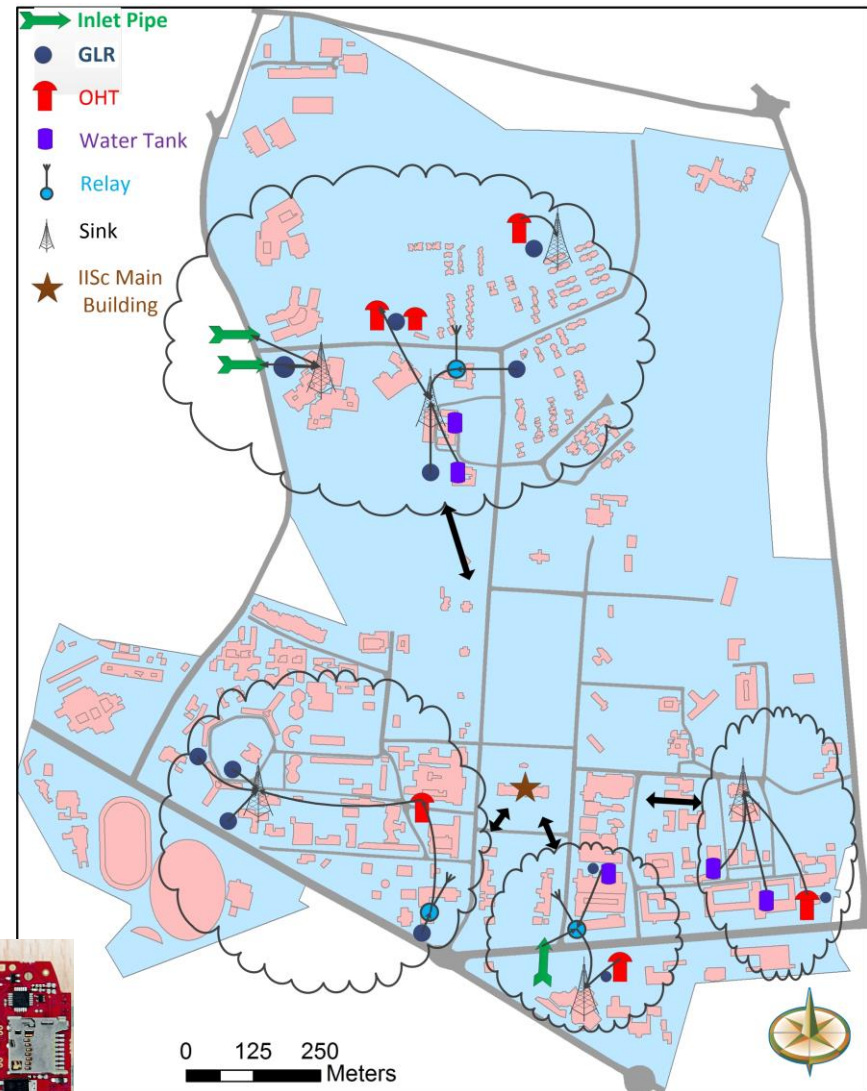 Inlet Pipe
GLR
OHT
Water Tank
Relay
Sink
IISc Main
Building
0 125 250
Meters